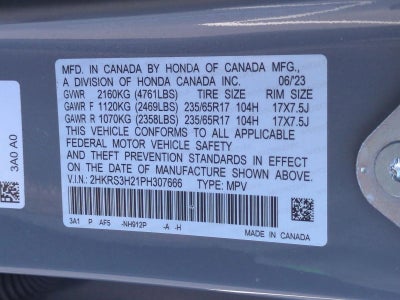 MFD. IN CANADA BY HONDA OF CANADA MFG.,
A DIVISION OF HONDA CANADA INC. 06/23
GVWR 2160KG (4761LBS) TIRE SIZE RIM SIZE
GAWR F 1120KG (2469LBS) 235/65R17 104H 17X7.5J
GAWR R 1070KG (2358LBS) 235/65R17 104H 17X7.5J
THIS VEHICLE CONFORMS TO ALL APPLICABLE
FEDERAL MOTOR VEHICLE SAFETY
AND THEFT PREVENTION STANDARDS IN EFFECT
ON THE DATE OF MANUFACTURE SHOWN ABOVE.
V.I.N.: 2HKRS3H21PH307666 TYPE: MPV
3A1 P AF5 -NH912P -A -H
MADE IN CANADA
3A0 A0